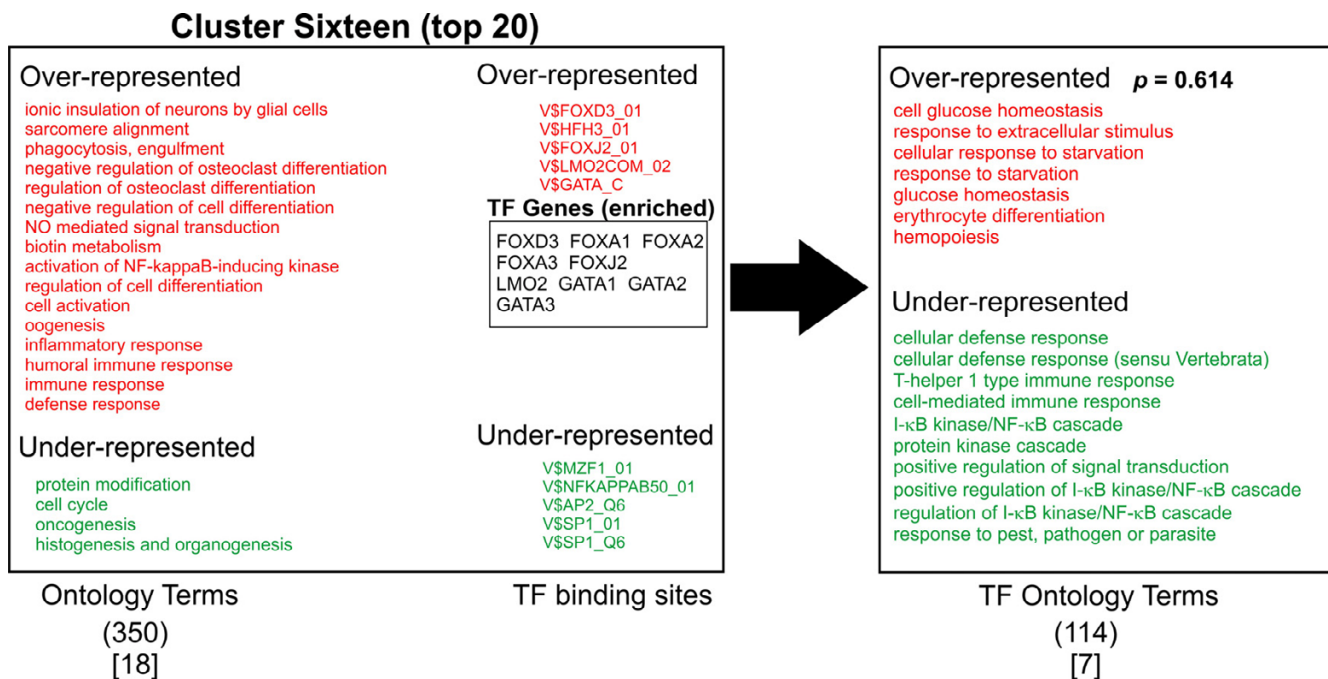 Cluster Sixteen (top 20)
Over-represented
ionic insulation of neurons by glial cells
sarcomere alignment
phagocytosis, engulfment
negative regulation of osteoclast differentiation
regulation of osteoclast differentiation
negative regulation of cell differentiation
NO mediated signal transduction
biotin metabolism
activation of NF-kappaB-inducing kinase
regulation of cell differentiation
cell activation
oogenesis
inflammatory response
humoral immune response
immune response
defense response
Under-represented
protein modification
cell cycle
oncogenesis
histogenesis and organogenesis
Over-represented
V$FOXD3_01
V$HFH3_01
V$FOXJ2_01
V$LMO2COM_02
V$GATA_C
TF Genes (enriched)
FOXD3 FOXA1 FOXA2
FOXA3 FOXJ2
LMO2 GATA1 GATA2
GATA3
Under-represented
V$MZF1_01
V$NFKAPPAB50_01
V$AP2_Q6
V$SP1_01
V$SP1_Q6
Ontology Terms
(350)
[18]
TF binding sites
Over-represented p = 0.614
cell glucose homeostasis
response to extracellular stimulus
cellular response to starvation
response to starvation
glucose homeostasis
erythrocyte differentiation
hemopoiesis
Under-represented
cellular defense response
cellular defense response (sensu Vertebrata)
T-helper 1 type immune response
cell-mediated immune response
I-κB kinase/NF-κB cascade
protein kinase cascade
positive regulation of signal transduction
positive regulation of I-κB kinase/NF-κB cascade
regulation of I-κB kinase/NF-κB cascade
response to pest, pathogen or parasite
TF Ontology Terms
(114)
[7]